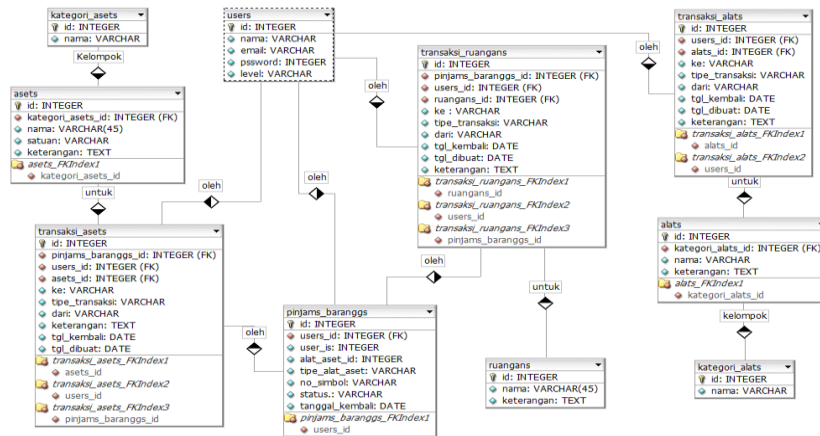 kategori_asets
id: INTEGER
nama: VARCHAR
Kelompok
asets
id: INTEGER
kategori_asets_id: INTEGER (FK)
nama: VARCHAR(45)
satuan: VARCHAR
keterangan: TEXT
asets_FKIndex1
kategori_asets_id
untuk
transaksi_asets
id: INTEGER
pinjams_baranggs_id: INTEGER (FK)
users_id: INTEGER (FK)
asets_id: INTEGER (FK)
ke: VARCHAR
tipe_transaksi: VARCHAR
dari: VARCHAR
keterangan: TEXT
tgl_kembali: DATE
tgl_dibuat: DATE
transaksi_asets_FKIndex1
asets_id
transaksi_asets_FKIndex2
users_id
transaksi_asets_FKIndex3
pinjams_baranggs_id
users
id: INTEGER
nama: VARCHAR
email: VARCHAR
pssword: INTEGER
level: VARCHAR
oleh
oleh
oleh
oleh
oleh
oleh
pinjams_baranggs
id: INTEGER
users_id: INTEGER (FK)
user_is: INTEGER
alat_aset_id: INTEGER
tipe_alat_aset: VARCHAR
no_simbol: VARCHAR
status.: VARCHAR
tanggal_kembali: DATE
pinjams_baranggs_FKIndex1
users_id
transaksi_ruangans
id: INTEGER
pinjams_baranggs_id: INTEGER (FK)
users_id: INTEGER (FK)
ruangans_id: INTEGER (FK)
ke : VARCHAR
tipe_transaksi: VARCHAR
dari: VARCHAR
tgl_kembali: DATE
tgl_dibuat: DATE
keterangan: TEXT
transaksi_ruangans_FKIndex1
ruangans_id
transaksi_ruangans_FKIndex2
users_id
transaksi_ruangans_FKIndex3
pinjams_baranggs_id
untuk
ruangans
id: INTEGER
nama: VARCHAR(45)
keterangan: TEXT
transaksi_alats
id: INTEGER
users_id: INTEGER (FK)
alats_id: INTEGER (FK)
ke: VARCHAR
tipe_transaksi: VARCHAR
dari: VARCHAR
tgl_kembali: DATE
tgl_dibuat: DATE
keterangan: TEXT
transaksi_alats_FKIndex1
alats_id
transaksi_alats_FKIndex2
users_id
untuk
alats
id: INTEGER
kategori_alats_id: INTEGER (FK)
nama: VARCHAR
keterangan: TEXT
alats_FKIndex1
kategori_alats_id
kelompok
kategori_alats
id: INTEGER
nama: VARCHAR